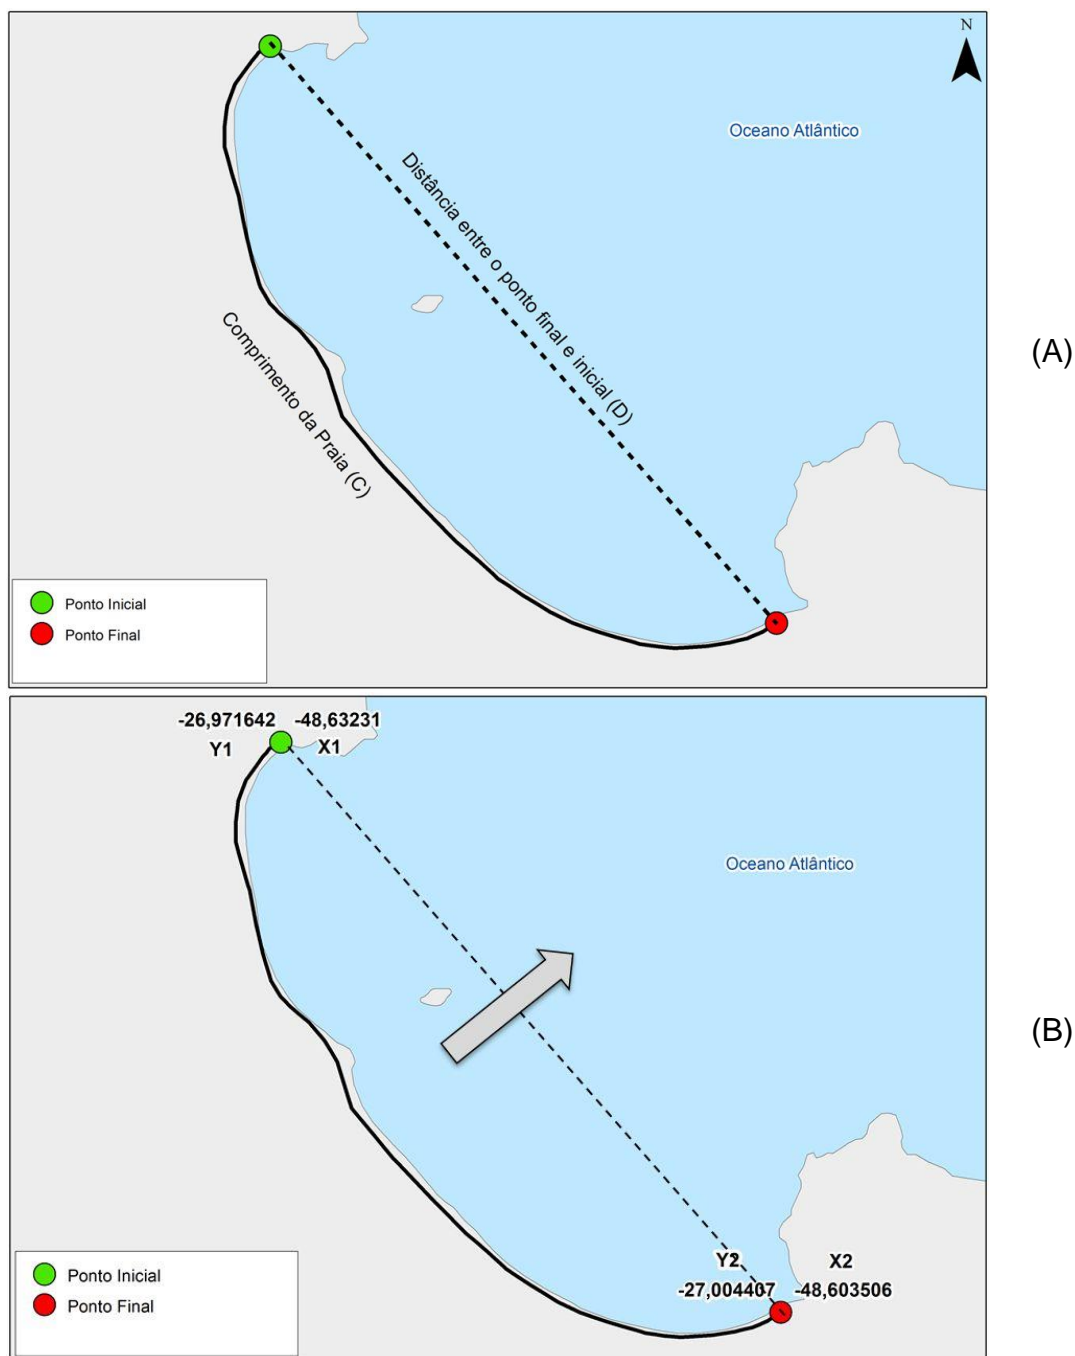 N
Oceano Atlântico
Distância entre o ponto final e inicial (D)
(A)
Comprimento da Praia (C)
Ponto Inicial
Ponto Final
-26,971642 -48,63231
Y1 X1
Oceano Atlântico
(B)
Y2 X2
-27,004407 -48,603506
Ponto Inicial
Ponto Final